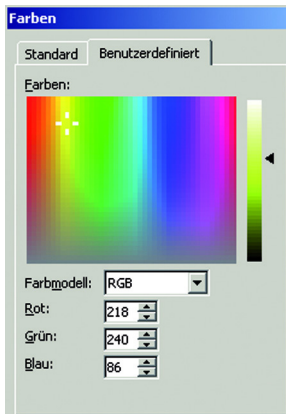 Farben
Standard Benutzerdefiniert
Farben:
Farbmodell: RGB
Rot: 218
Grün: 240
Blau: 86